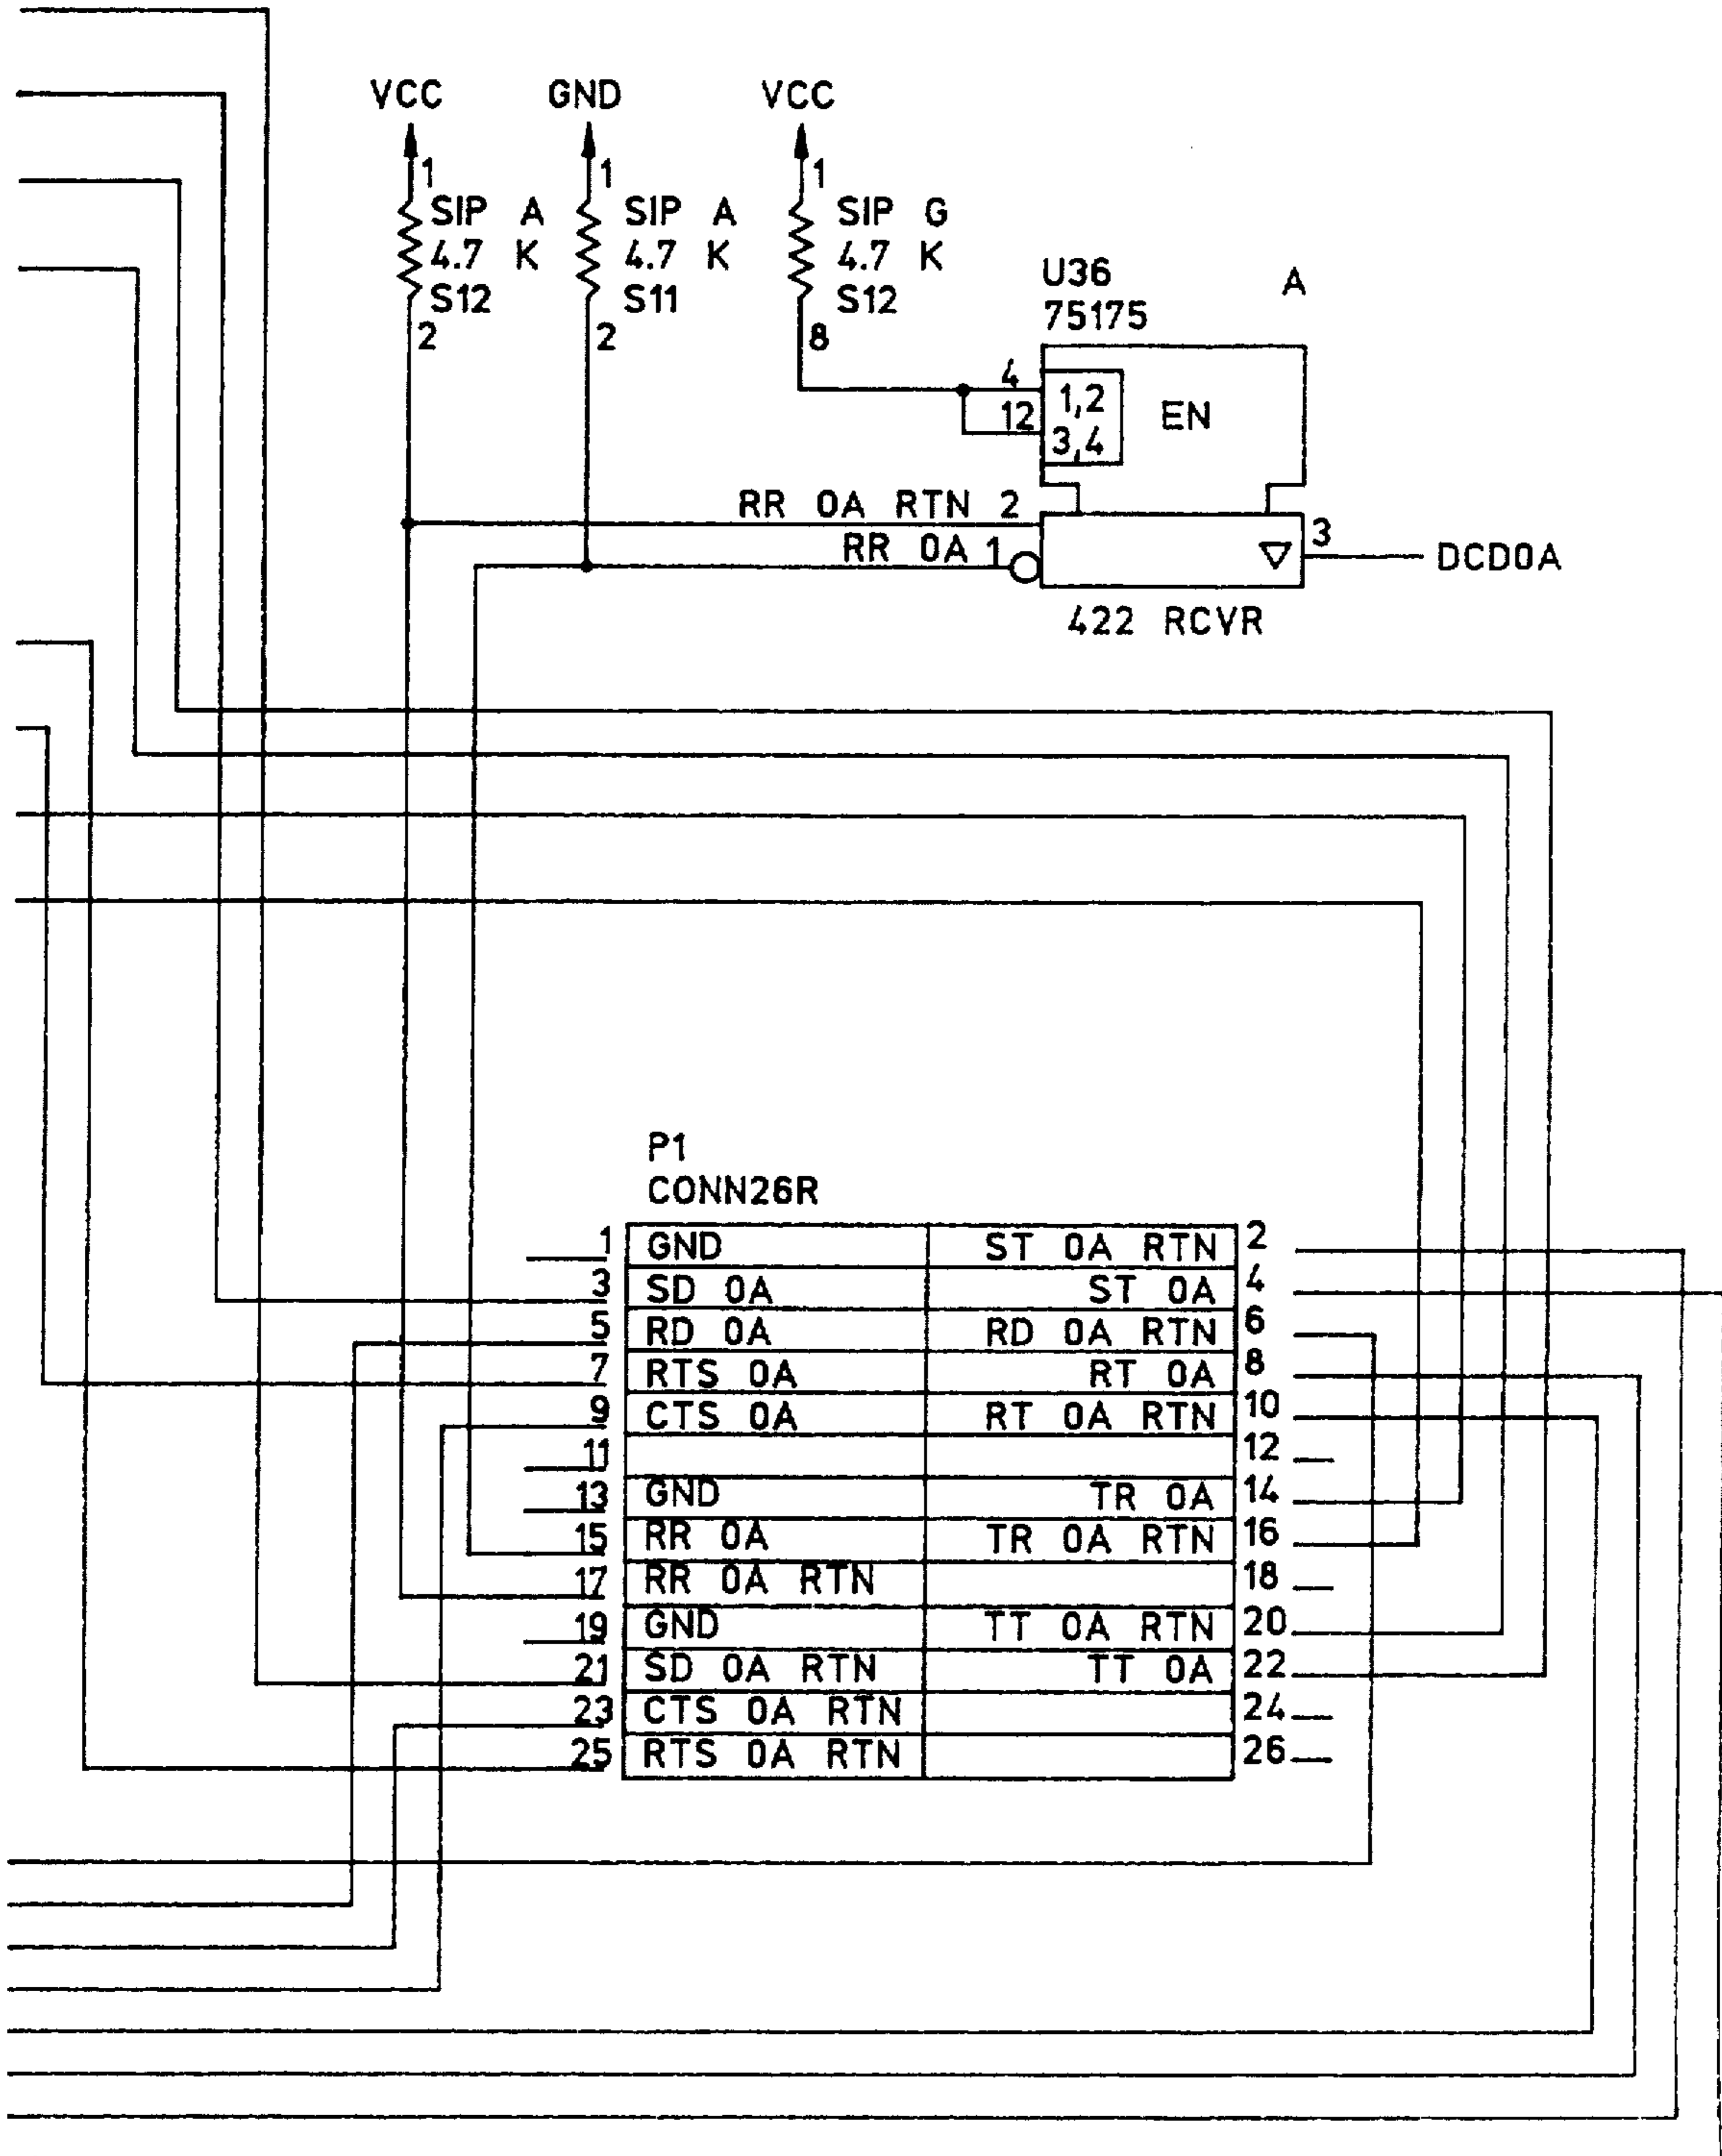 VCC GND VCC
1 1 1
SIP A SIP A SIP G
4.7 K 4.7 K 4.7 K
S12 S11 S12
2 2 8
U36 A
75175
4 1,2
12 3,4
EN
RR 0A RTN 2
RR 0A 1
3 DCD0A
422 RCVR
P1
CONN26R
1 GND ST 0A RTN 2
3 SD 0A ST 0A 4
5 RD 0A RD 0A RTN 6
7 RTS 0A RT 0A 8
9 CTS 0A RT 0A RTN 10
11 12
13 GND TR 0A 14
15 RR 0A TR 0A RTN 16
17 RR 0A RTN 18
19 GND TT 0A RTN 20
21 SD 0A RTN TT 0A 22
23 CTS 0A RTN 24
25 RTS 0A RTN 26